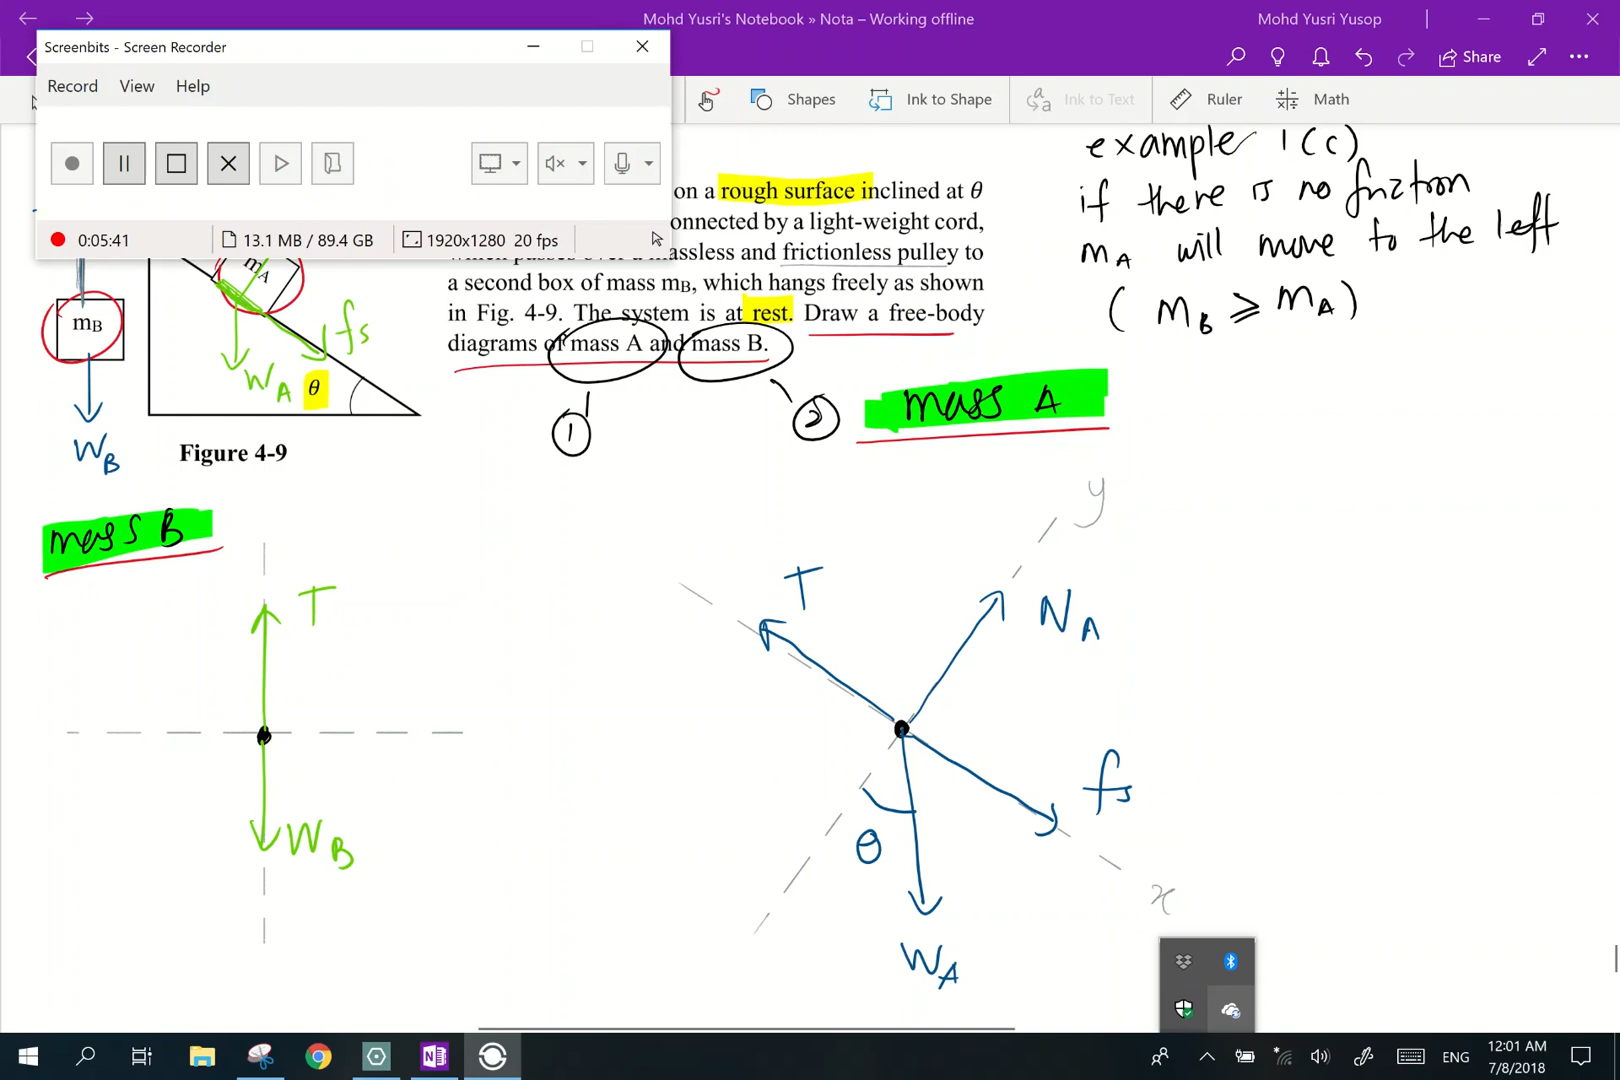 Mohd Yusri's Notebook » Nota – Working offline
Mohd Yusri Yusop
Screenbits - Screen Recorder
Record View Help
Share
Shapes
Ink to Shape
Ink to Text
Ruler
Math
0:05:41
13.1 MB / 89.4 GB
1920x1280 20 fps
on a rough surface inclined at θ
onnected by a light-weight cord,
which passes over a massless and frictionless pulley to
a second box of mass mB, which hangs freely as shown
in Fig. 4-9. The system is at rest. Draw a free-body
diagrams of mass A and mass B.
1
2
example 1(c)
if there is no friction
mA will move to the left
( mB ⩾ mA )
mA
mB
fs
WA
θ
WB
Figure 4-9
mass A
mass B
T
WB
y
T
NA
fs
θ
x
WA
ENG
12:01 AM
7/8/2018